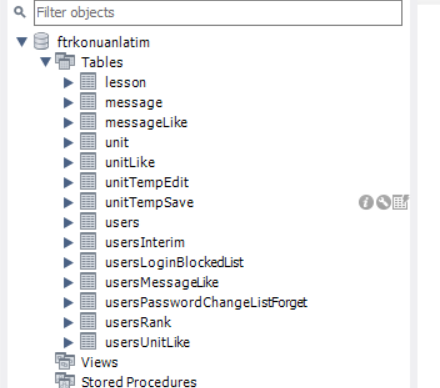 Filter objects
ftrkonuanlatim
Tables
lesson
message
messageLike
unit
unitLike
unitTempEdit
unitTempSave
users
usersInterim
usersLoginBlockedList
usersMessageLike
usersPasswordChangeListForget
usersRank
usersUnitLike
Views
Stored Procedures